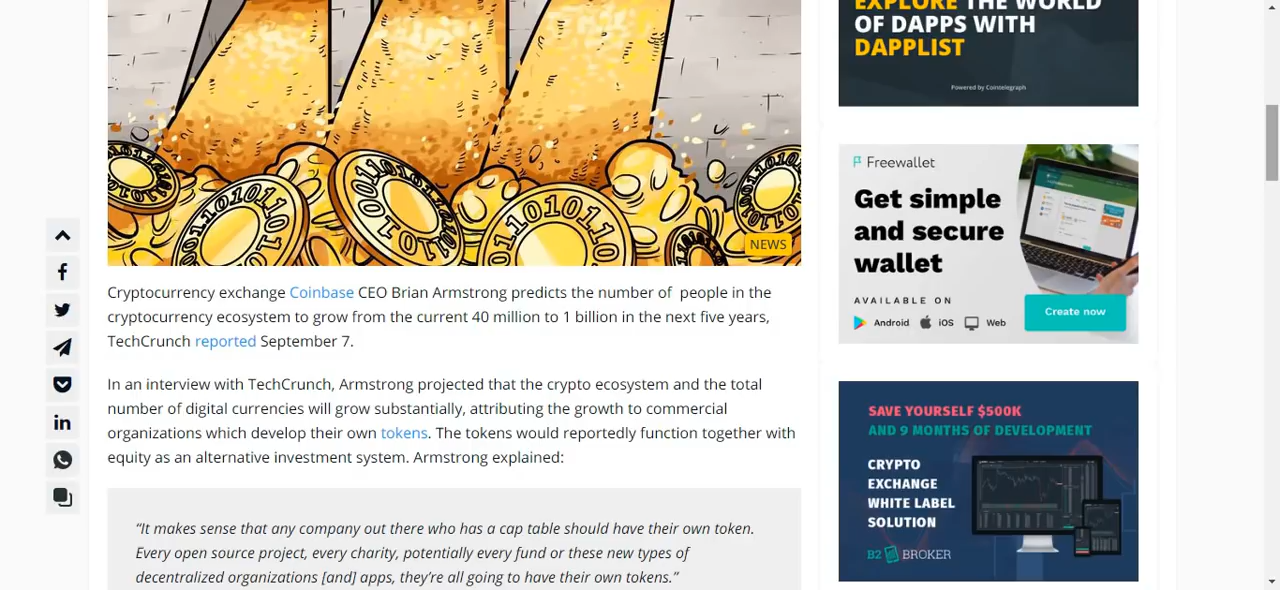 EXPLORE THE WORLD
OF DAPPS WITH
DAPPLIST
Powered by Cointelegraph
NEWS
Cryptocurrency exchange Coinbase CEO Brian Armstrong predicts the number of  people in the
cryptocurrency ecosystem to grow from the current 40 million to 1 billion in the next five years,
TechCrunch reported September 7.
In an interview with TechCrunch, Armstrong projected that the crypto ecosystem and the total
number of digital currencies will grow substantially, attributing the growth to commercial
organizations which develop their own tokens. The tokens would reportedly function together with
equity as an alternative investment system. Armstrong explained:
“It makes sense that any company out there who has a cap table should have their own token.
Every open source project, every charity, potentially every fund or these new types of
decentralized organizations [and] apps, they’re all going to have their own tokens.”
Freewallet
Get simple
and secure
wallet
AVAILABLE ON
Android iOS Web
Create now
SAVE YOURSELF $500K
AND 9 MONTHS OF DEVELOPMENT
CRYPTO
EXCHANGE
WHITE LABEL
SOLUTION
B2 BROKER